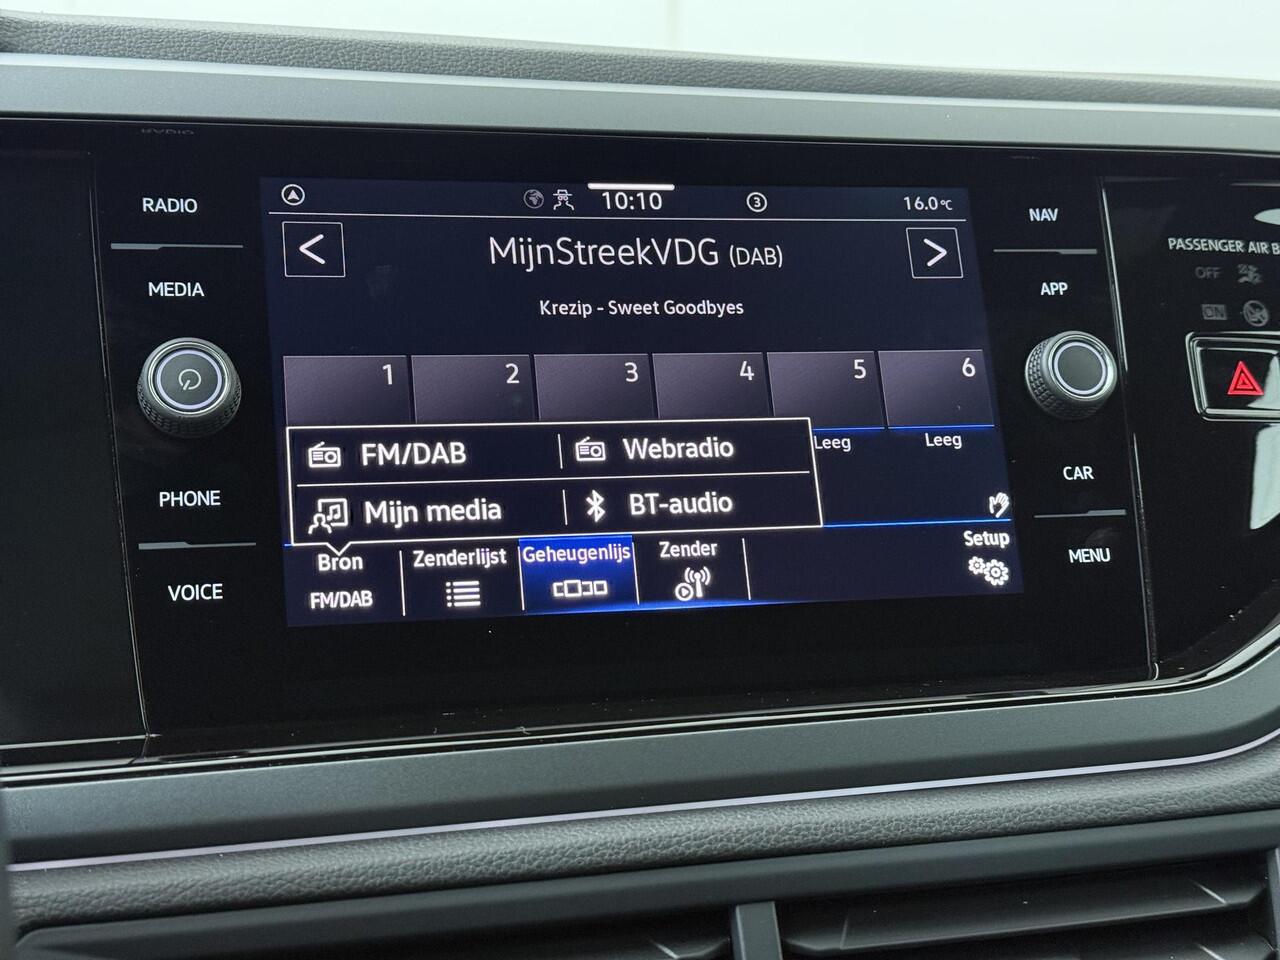 RADIO
MEDIA
PHONE
VOICE
10:10
3
16.0°C
<
MijnStreekVDG (DAB)
>
Krezip - Sweet Goodbyes
1 2 3 4 5 6
Leeg Leeg
FM/DAB Webradio
Mijn media BT-audio
Bron Zenderlijst Geheugenlijs Zender Setup
FM/DAB
NAV
APP
CAR
MENU
PASSENGER AIR B
OFF
ON